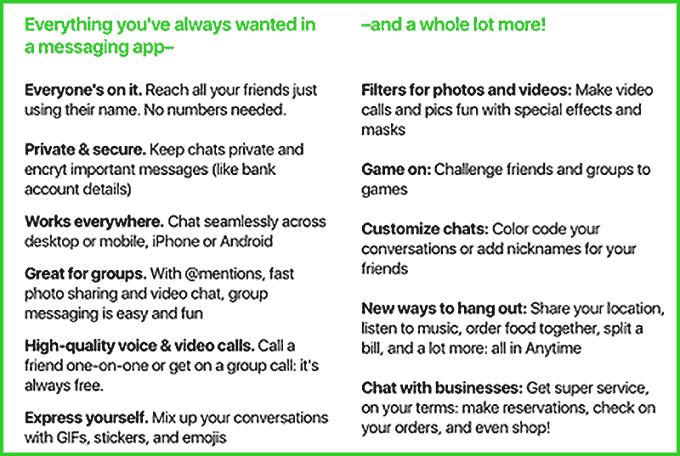 Everything you've always wanted in
a messaging app–
Everyone's on it. Reach all your friends just
using their name. No numbers needed.
Private & secure. Keep chats private and
encryt important messages (like bank
account details)
Works everywhere. Chat seamlessly across
desktop or mobile, iPhone or Android
Great for groups. With @mentions, fast
photo sharing and video chat, group
messaging is easy and fun
High-quality voice & video calls. Call a
friend one-on-one or get on a group call: it's
always free.
Express yourself. Mix up your conversations
with GIFs, stickers, and emojis
–and a whole lot more!
Filters for photos and videos: Make video
calls and pics fun with special effects and
masks
Game on: Challenge friends and groups to
games
Customize chats: Color code your
conversations or add nicknames for your
friends
New ways to hang out: Share your location,
listen to music, order food together, split a
bill, and a lot more: all in Anytime
Chat with businesses: Get super service,
on your terms: make reservations, check on
your orders, and even shop!